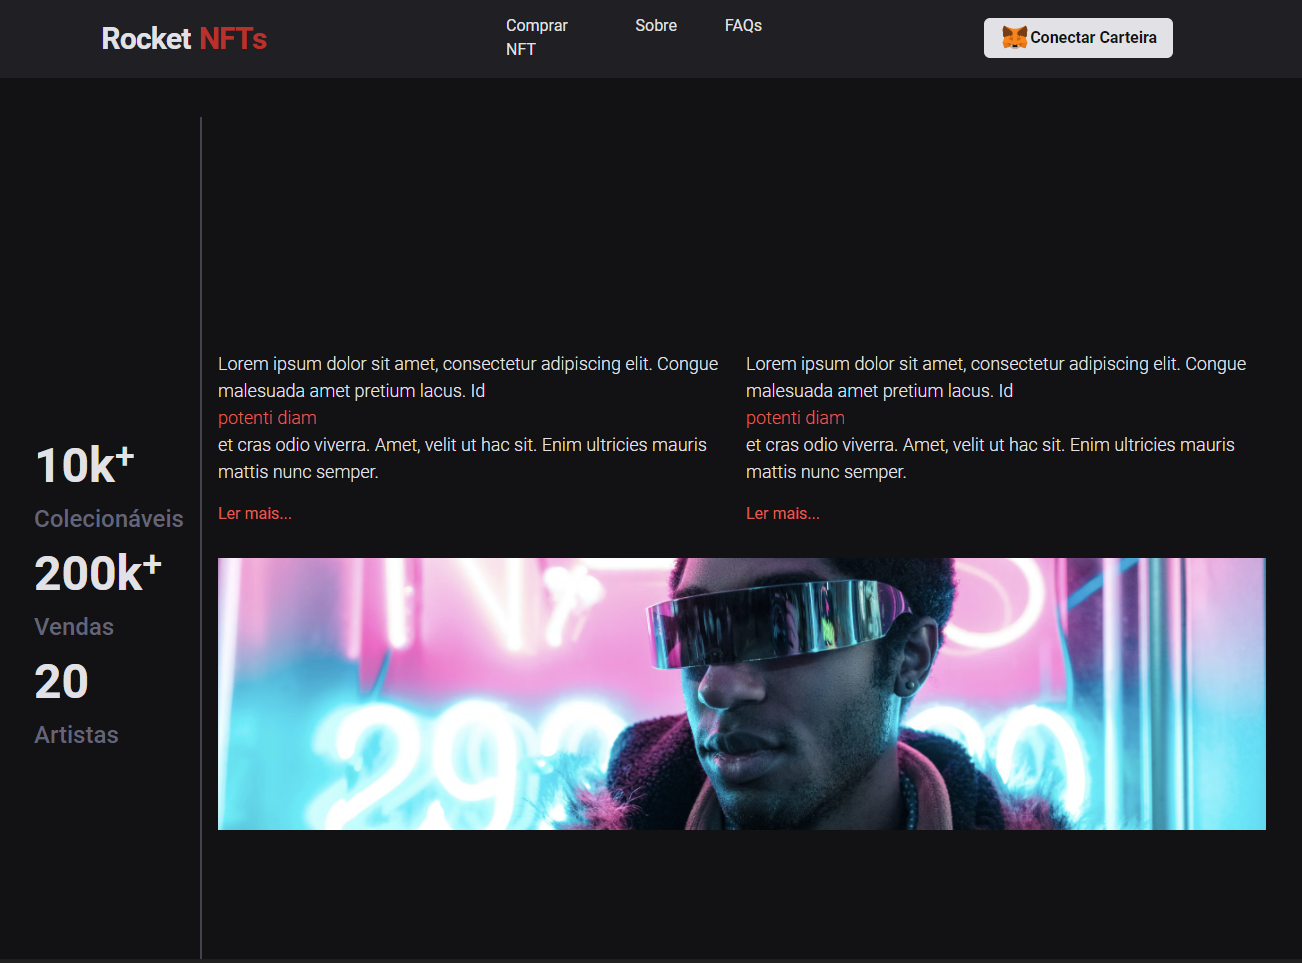 Rocket NFTs
Comprar
NFT
Sobre
FAQs
Conectar Carteira
10k+
Colecionáveis
200k+
Vendas
20
Artistas
Lorem ipsum dolor sit amet, consectetur adipiscing elit. Congue
malesuada amet pretium lacus. Id
potenti diam
et cras odio viverra. Amet, velit ut hac sit. Enim ultricies mauris
mattis nunc semper.
Ler mais...
Lorem ipsum dolor sit amet, consectetur adipiscing elit. Congue
malesuada amet pretium lacus. Id
potenti diam
et cras odio viverra. Amet, velit ut hac sit. Enim ultricies mauris
mattis nunc semper.
Ler mais...
29